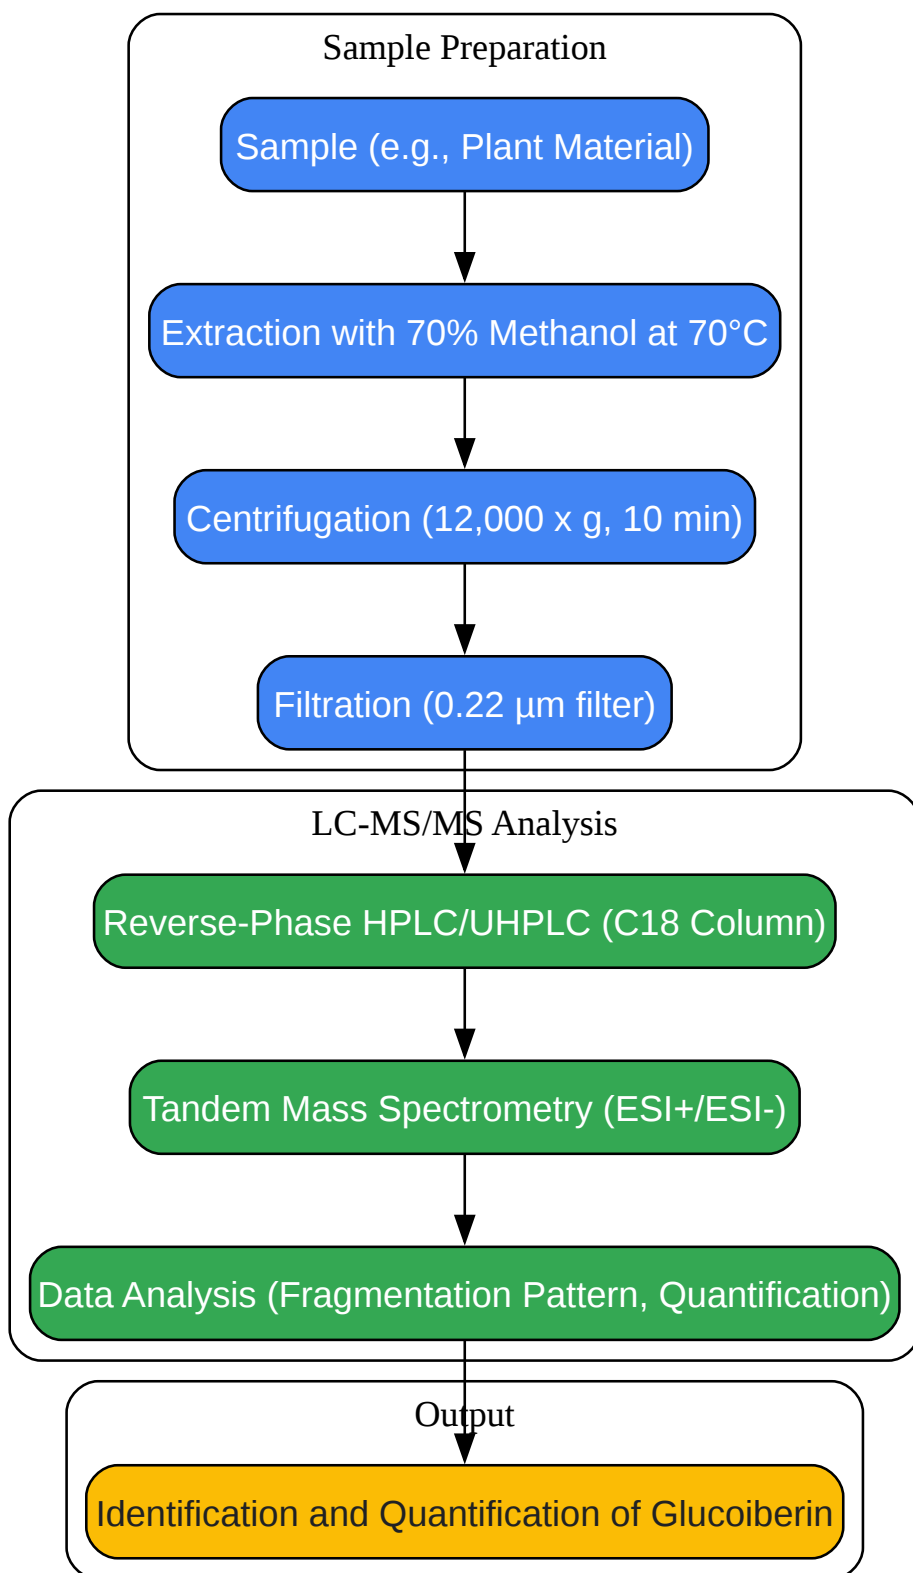 Sample Preparation
Sample (e.g., Plant Material)
Extraction with 70% Methanol at 70°C
Centrifugation (12,000 x g, 10 min)
Filtration (0.22 µm filter)
LC-MS/MS Analysis
Reverse-Phase HPLC/UHPLC (C18 Column)
Tandem Mass Spectrometry (ESI+/ESI-)
Data Analysis (Fragmentation Pattern, Quantification)
Output
Identification and Quantification of Glucoiberin